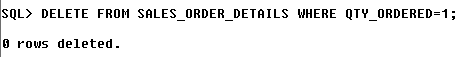 SQL> DELETE FROM SALES_ORDER_DETAILS WHERE QTY_ORDERED=1;
0 rows deleted.